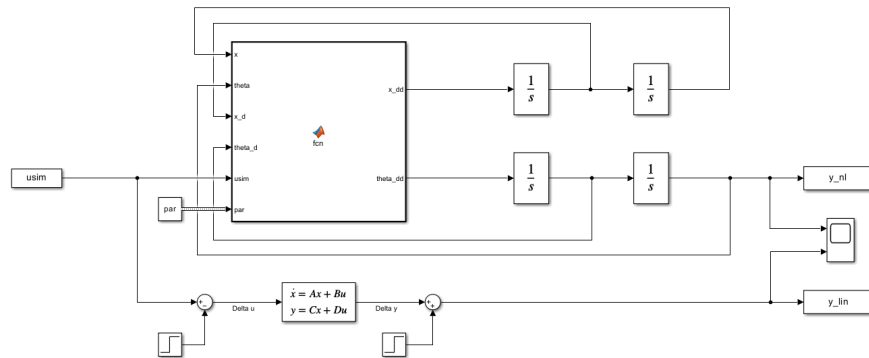 x
theta
x_d
theta_d
usim
par
fcn
x_dd
theta_dd
1
s
1
s
1
s
1
s
usim
par
y_nl
+
−
Delta u
ẋ = Ax + Bu
y = Cx + Du
Delta y
+
+
y_lin